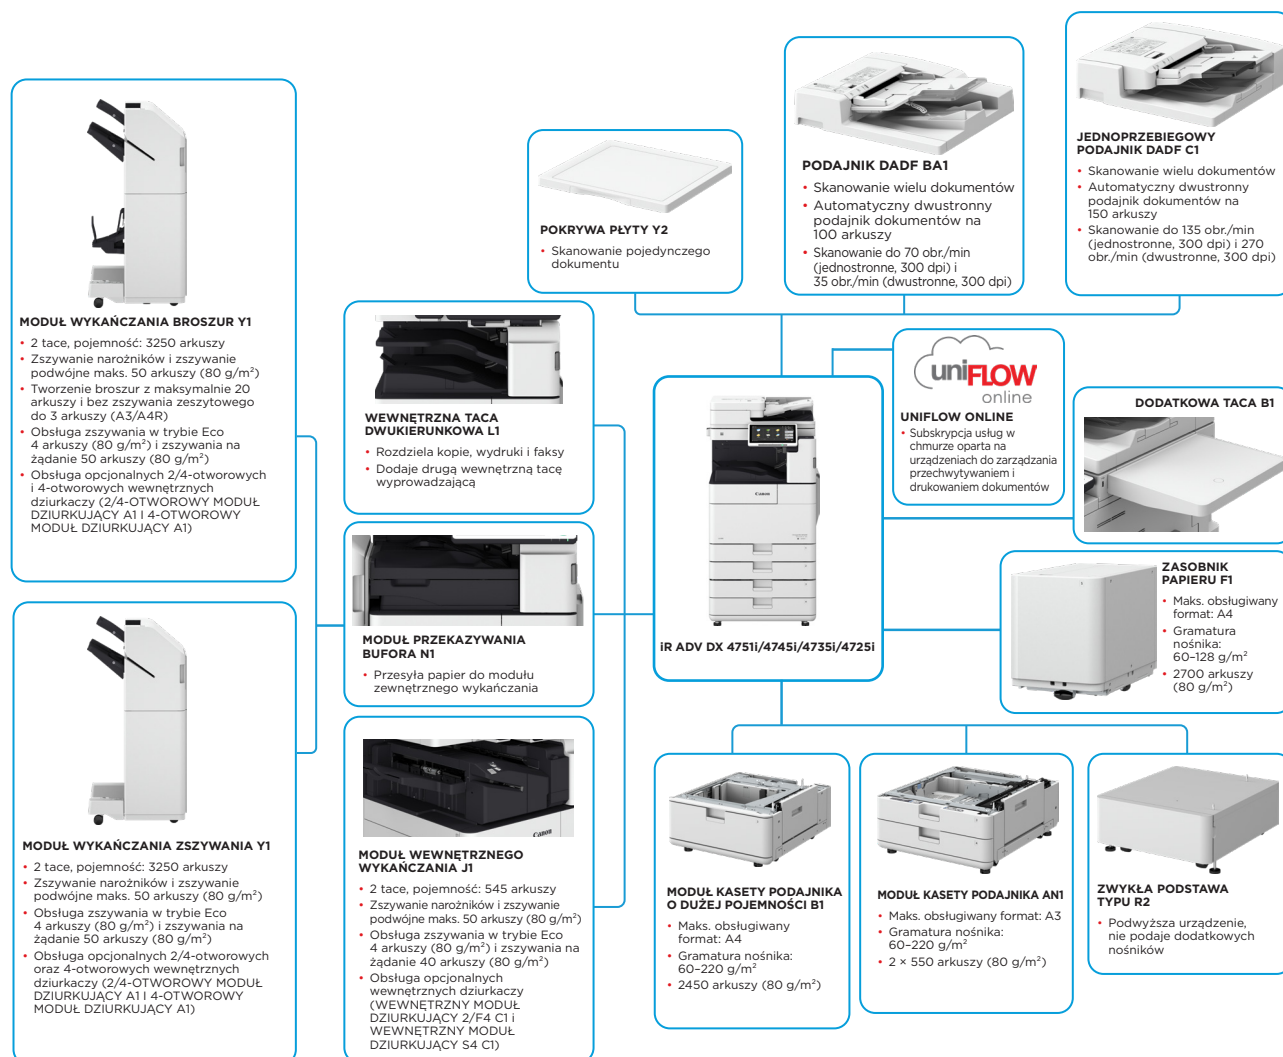 JEDNOPRZEBIEGOWY
PODAJNIK DADF C1
• Skanowanie wielu dokumentów
• Automatyczny dwustronny
podajnik dokumentów na
150 arkuszy
• Skanowanie do 135 obr./min
(jednostronne, 300 dpi) i 270
obr./min (dwustronne, 300 dpi)
PODAJNIK DADF BA1
• Skanowanie wielu dokumentów
• Automatyczny dwustronny
podajnik dokumentów na
100 arkuszy
• Skanowanie do 70 obr./min
(jednostronne, 300 dpi) i
35 obr./min (dwustronne, 300 dpi)
POKRYWA PŁYTY Y2
• Skanowanie pojedynczego
dokumentu
MODUŁ WYKAŃCZANIA BROSZUR Y1
• 2 tace, pojemność: 3250 arkuszy
• Zszywanie narożników i zszywanie
podwójne maks. 50 arkuszy (80 g/m²)
• Tworzenie broszur z maksymalnie 20
arkuszy i bez zszywania zeszytowego
do 3 arkuszy (A3/A4R)
• Obsługa zszywania w trybie Eco
4 arkuszy (80 g/m²) i zszywania na
żądanie 50 arkuszy (80 g/m²)
• Obsługa opcjonalnych 2/4-otworowych
i 4-otworowych wewnętrznych
dziurkaczy (2/4-OTWOROWY MODUŁ
DZIURKUJĄCY A1 I 4-OTWOROWY
MODUŁ DZIURKUJĄCY A1)
WEWNĘTRZNA TACA
DWUKIERUNKOWA L1
• Rozdziela kopie, wydruki i faksy
• Dodaje drugą wewnętrzną tacę
wyprowadzającą
uniFLOW
online
UNIFLOW ONLINE
• Subskrypcja usług w
chmurze oparta na
urządzeniach do zarządzania
przechwytywaniem i
drukowaniem dokumentów
DODATKOWA TACA B1
Canon
iR ADV DX 4751i/4745i/4735i/4725i
MODUŁ PRZEKAZYWANIA
BUFORA N1
• Przesyła papier do modułu
zewnętrznego wykańczania
ZASOBNIK
PAPIERU F1
• Maks. obsługiwany
format: A4
• Gramatura
nośnika:
60–128 g/m²
• 2700 arkuszy
(80 g/m²)
MODUŁ WYKAŃCZANIA ZSZYWANIA Y1
• 2 tace, pojemność: 3250 arkuszy
• Zszywanie narożników i zszywanie
podwójne maks. 50 arkuszy (80 g/m²)
• Obsługa zszywania w trybie Eco
4 arkuszy (80 g/m²) i zszywania na
żądanie 50 arkuszy (80 g/m²)
• Obsługa opcjonalnych 2/4-otworowych
oraz 4-otworowych wewnętrznych
dziurkaczy (2/4-OTWOROWY MODUŁ
DZIURKUJĄCY A1 I 4-OTWOROWY
MODUŁ DZIURKUJĄCY A1)
Canon
MODUŁ WEWNĘTRZNEGO
WYKAŃCZANIA J1
• 2 tace, pojemność: 545 arkuszy
• Zszywanie narożników i zszywanie
podwójne maks. 50 arkuszy (80 g/m²)
• Obsługa zszywania w trybie Eco
4 arkuszy (80 g/m²) i zszywania na
żądanie 40 arkuszy (80 g/m²)
• Obsługa opcjonalnych
wewnętrznych dziurkaczy
(WEWNĘTRZNY MODUŁ
DZIURKUJĄCY 2/F4 C1 i
WEWNĘTRZNY MODUŁ
DZIURKUJĄCY S4 C1)
MODUŁ KASETY PODAJNIKA
O DUŻEJ POJEMNOŚCI B1
• Maks. obsługiwany
format: A4
• Gramatura nośnika:
60–220 g/m²
• 2450 arkuszy (80 g/m²)
MODUŁ KASETY PODAJNIKA AN1
• Maks. obsługiwany format: A3
• Gramatura nośnika:
60–220 g/m²
• 2 × 550 arkuszy (80 g/m²)
ZWYKŁA PODSTAWA
TYPU R2
• Podwyższa urządzenie,
nie podaje dodatkowych
nośników